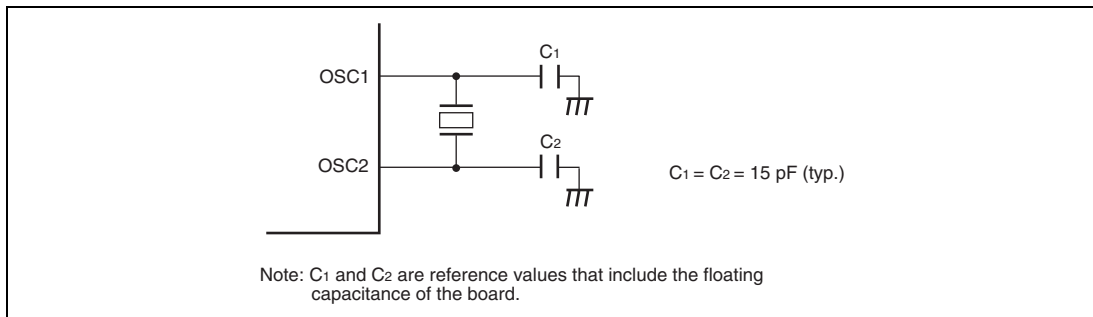 C1
OSC1
C2
OSC2
C1 = C2 = 15 pF (typ.)
Note: C1 and C2 are reference values that include the floating
capacitance of the board.